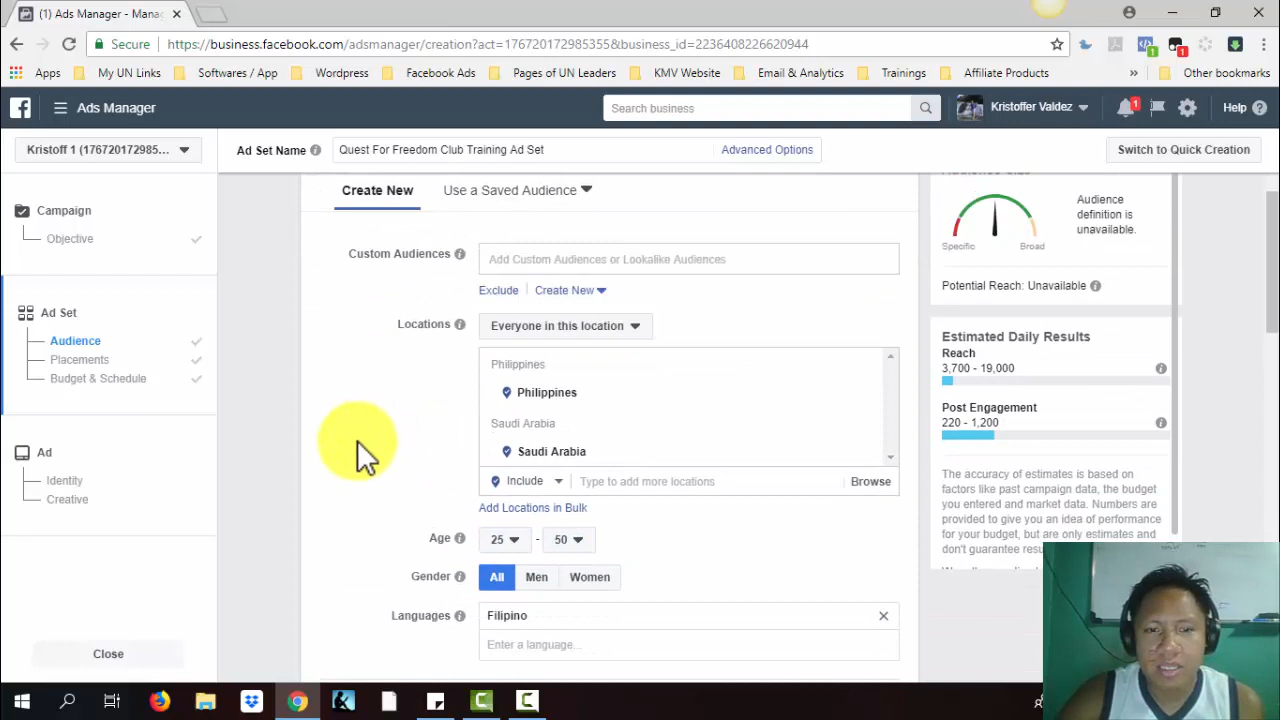 (1) Ads Manager - Manag
Secure
https://business.facebook.com/adsmanager/creation?act=176720172985355&business_id=2236408226620944
1
1
Apps
My UN Links
Softwares / App
Wordpress
Facebook Ads
Pages of UN Leaders
KMV Website
Email & Analytics
Trainings
Affiliate Products
»
Other bookmarks
Ads Manager
Search business
Kristoffer Valdez
1
Help
Kristoff 1 (176720172985...
Ad Set Name
Quest For Freedom Club Training Ad Set
Advanced Options
Switch to Quick Creation
Campaign
Objective
Ad Set
Audience
Placements
Budget & Schedule
Ad
Identity
Creative
Close
Create New
Use a Saved Audience
Custom Audiences
Add Custom Audiences or Lookalike Audiences
Exclude
Create New
Locations
Everyone in this location
Philippines
Philippines
Saudi Arabia
Saudi Arabia
Include
Type to add more locations
Browse
Add Locations in Bulk
Age
25 - 50
Gender
All
Men
Women
Languages
Filipino
Enter a language...
Specific
Broad
Audience
definition is
unavailable.
Potential Reach: Unavailable
Estimated Daily Results
Reach
3,700 - 19,000
Post Engagement
220 - 1,200
The accuracy of estimates is based on
factors like past campaign data, the budget
you entered and market data. Numbers are
provided to give you an idea of performance
for your budget, but are only estimates and
don't guarantee